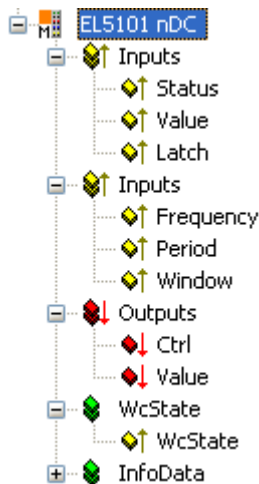 EL5101 nDC
Inputs
Status
Value
Latch
Inputs
Frequency
Period
Window
Outputs
Ctrl
Value
WcState
WcState
InfoData